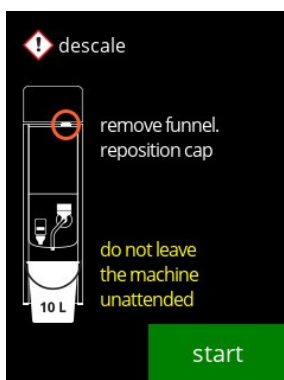 descale
remove funnel.
reposition cap
do not leave
the machine
unattended
10 L
start